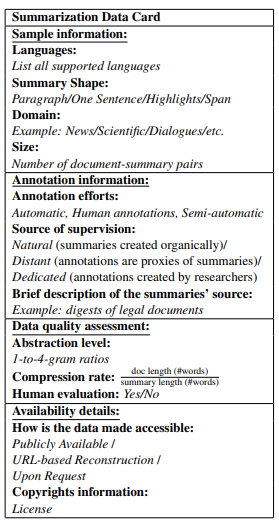 Summarization Data Card
Sample information:
Languages:
List all supported languages
Summary Shape:
Paragraph/One Sentence/Highlights/Span
Domain:
Example: News/Scientific/Dialogues/etc.
Size:
Number of document-summary pairs
Annotation information:
Annotation efforts:
Automatic, Human annotations, Semi-automatic
Source of supervision:
Natural (summaries created organically)/
Distant (annotations are proxies of summaries)/
Dedicated (annotations created by researchers)
Brief description of the summaries' source:
Example: digests of legal documents
Data quality assessment:
Abstraction level:
1-to-4-gram ratios
Compression rate: doc length (#words) / summary length (#words)
Human evaluation: Yes/No
Availability details:
How is the data made accessible:
Publicly Available /
URL-based Reconstruction /
Upon Request
Copyrights information:
License